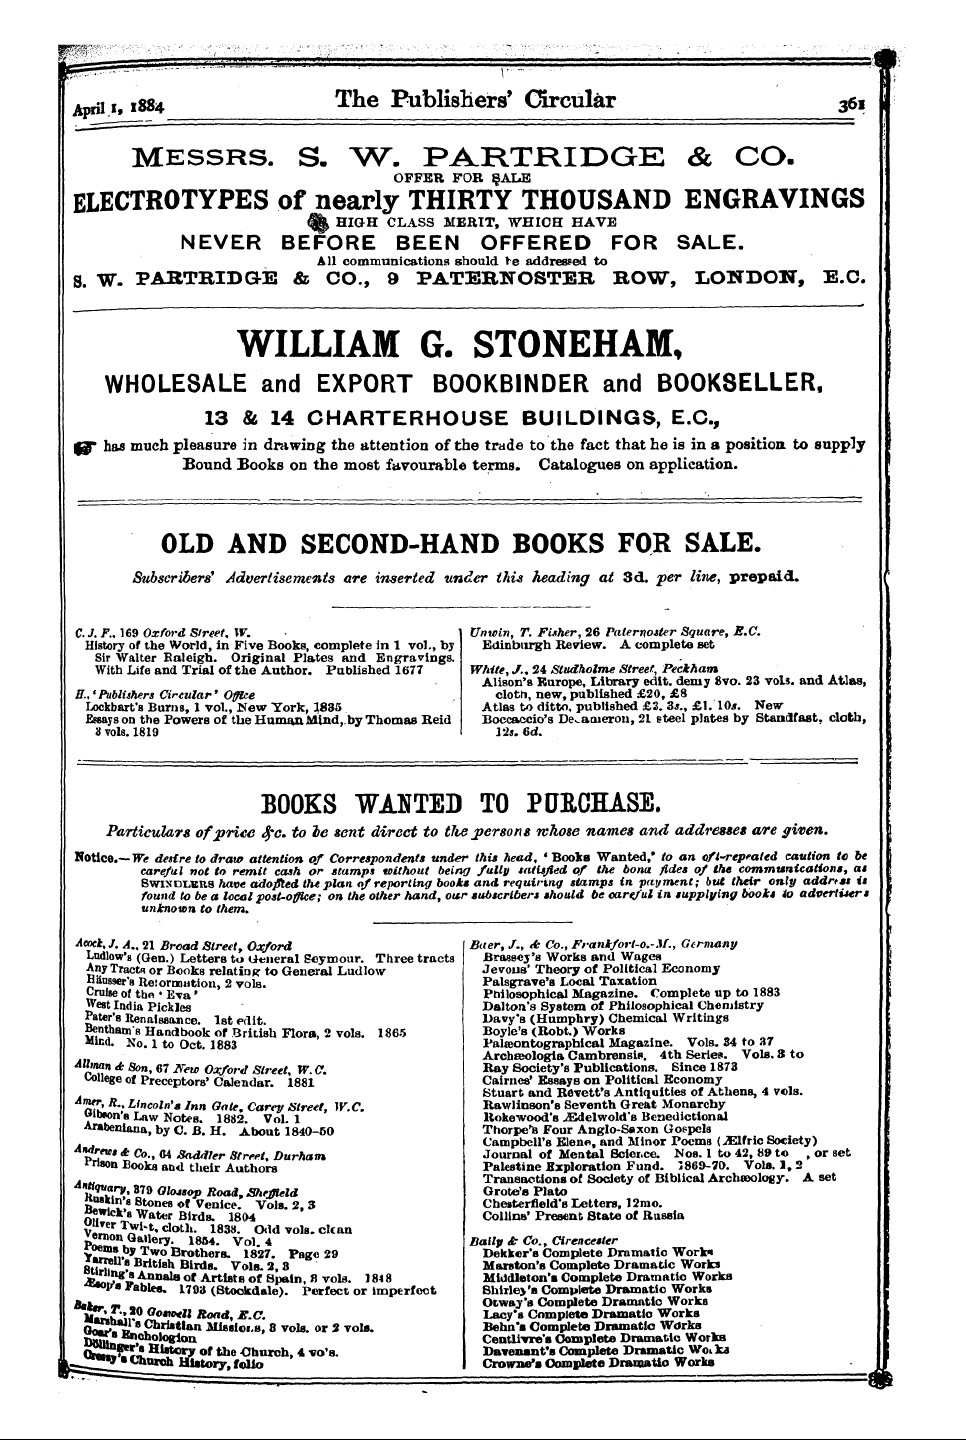 April 1, 1884 The Publishers' Circular 361
MESSRS. S. W. PARTRIDGE & CO.
OFFER FOR SALE
ELECTROTYPES of nearly THIRTY THOUSAND ENGRAVINGS
HIGH CLASS MERIT, WHICH HAVE
NEVER BEFORE BEEN OFFERED FOR SALE.
All communications should be addressed to
S. W. PARTRIDGE & CO., 9 PATERNOSTER ROW, LONDON, E.C.
WILLIAM G. STONEHAM,
WHOLESALE and EXPORT BOOKBINDER and BOOKSELLER,
13 & 14 CHARTERHOUSE BUILDINGS, E.C.,
☞ has much pleasure in drawing the attention of the trade to the fact that he is in a position to supply
Bound Books on the most favourable terms. Catalogues on application.
OLD AND SECOND-HAND BOOKS FOR SALE.
Subscribers' Advertisements are inserted under this heading at 3d. per line, prepaid.
C. J. F., 169 Oxford Street, W.
History of the World, in Five Books, complete in 1 vol., by
Sir Walter Raleigh. Original Plates and Engravings.
With Life and Trial of the Author. Published 1677
H., 'Publishers Circular' Office
Lockbart's Burns, 1 vol., New York, 1835
Essays on the Powers of the Human Mind, by Thomas Reid
3 vols. 1819
Unwin, T. Fisher, 26 Paternoster Square, E.C.
Edinburgh Review. A complete set
White, J., 24 Studholme Street, Peckham
Alison's Europe, Library edit. demy 8vo. 23 vols. and Atlas,
cloth, new, published £20, £8
Atlas to ditto, published £3. 3s., £1. 10s. New
Boccaccio's Decameron, 21 steel plates by Standfast, cloth,
12s. 6d.
BOOKS WANTED TO PURCHASE.
Particulars of price &c. to be sent direct to the persons whose names and addresses are given.
Notice.—We desire to draw attention of Correspondents under this head, 'Books Wanted,' to an oft-repeated caution to be
careful not to remit cash or stamps without being fully satisfied of the bona fides of the communications, as
SWINDLERS have adopted the plan of reporting books and requiring stamps in payment; but their only address is
found to be a local post-office; on the other hand, our subscribers should be careful in supplying books to advertisers
unknown to them.
Acock, J. A., 21 Broad Street, Oxford
Ludlow's (Gen.) Letters to General Seymour. Three tracts
Any Tracts or Books relating to General Ludlow
Häusser's Reformation, 2 vols.
Cruise of the 'Eva'
West India Pickles
Pater's Renaissance. 1st edit.
Bentham's Handbook of British Flora, 2 vols. 1865
Mind. No. 1 to Oct. 1883
Allman & Son, 67 New Oxford Street, W.C.
College of Preceptors' Calendar. 1881
Amer, R., Lincoln's Inn Gate, Carey Street, W.C.
Gibson's Law Notes. 1882. Vol. 1
Arabeniana, by C. B. H. About 1840-50
Andrews & Co., 64 Saddler Street, Durham
Prison Books and their Authors
Antiquary, 379 Glossop Road, Sheffield
Ruskin's Stones of Venice. Vols. 2, 3
Bewick's Water Birds. 1804
Oliver Twist, cloth. 1838. Odd vols. clean
Vernon Gallery. 1854. Vol. 4
Poems by Two Brothers. 1827. Page 29
Yarrell's British Birds. Vols. 2, 3
Stirling's Annals of Artists of Spain, 3 vols. 1848
Æsop's Fables. 1793 (Stockdale). Perfect or imperfect
Baker, T., 20 Goswell Road, E.C.
Marshall's Christian Missions, 3 vols. or 2 vols.
Goar's Enchologion
Döllinger's History of the Church, 4 vo's.
Cressy's Church History, folio
Baer, J., & Co., Frankfort-o.-M., Germany
Brassey's Works and Wages
Jevons' Theory of Political Economy
Palsgrave's Local Taxation
Philosophical Magazine. Complete up to 1883
Dalton's System of Philosophical Chemistry
Davy's (Humphry) Chemical Writings
Boyle's (Robt.) Works
Palæontographical Magazine. Vols. 34 to 37
Archæologia Cambrensis, 4th Series. Vols. 3 to
Ray Society's Publications. Since 1873
Cairnes' Essays on Political Economy
Stuart and Revett's Antiquities of Athens, 4 vols.
Rawlinson's Seventh Great Monarchy
Rokewood's Ædelwold's Benedictional
Thorpe's Four Anglo-Saxon Gospels
Campbell's Elene, and Minor Poems (Ælfric Society)
Journal of Mental Science. Nos. 1 to 42, 89 to , or set
Palestine Exploration Fund. 1869-70. Vols. 1, 2
Transactions of Society of Biblical Archæology. A set
Grote's Plato
Chesterfield's Letters, 12mo.
Collins' Present State of Russia
Baily & Co., Cirencester
Dekker's Complete Dramatic Works
Marston's Complete Dramatic Works
Middleton's Complete Dramatic Works
Shirley's Complete Dramatic Works
Otway's Complete Dramatic Works
Lacy's Complete Dramatic Works
Behn's Complete Dramatic Works
Centlivre's Complete Dramatic Works
Davenant's Complete Dramatic Works
Crowne's Complete Dramatic Works